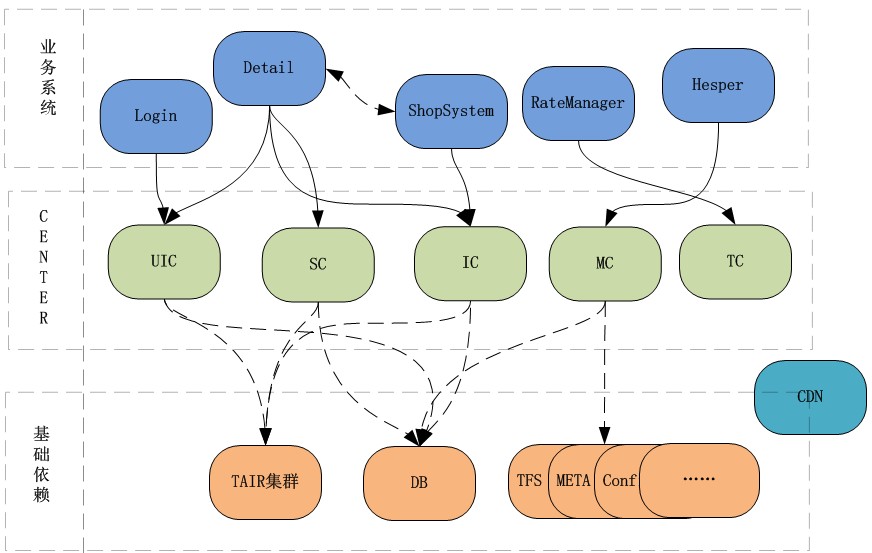 业务系统
Login
Detail
ShopSystem
RateManager
Hesper
CENTER
UIC
SC
IC
MC
TC
CDN
基础依赖
TAIR集群
DB
TFS
META
Conf
……